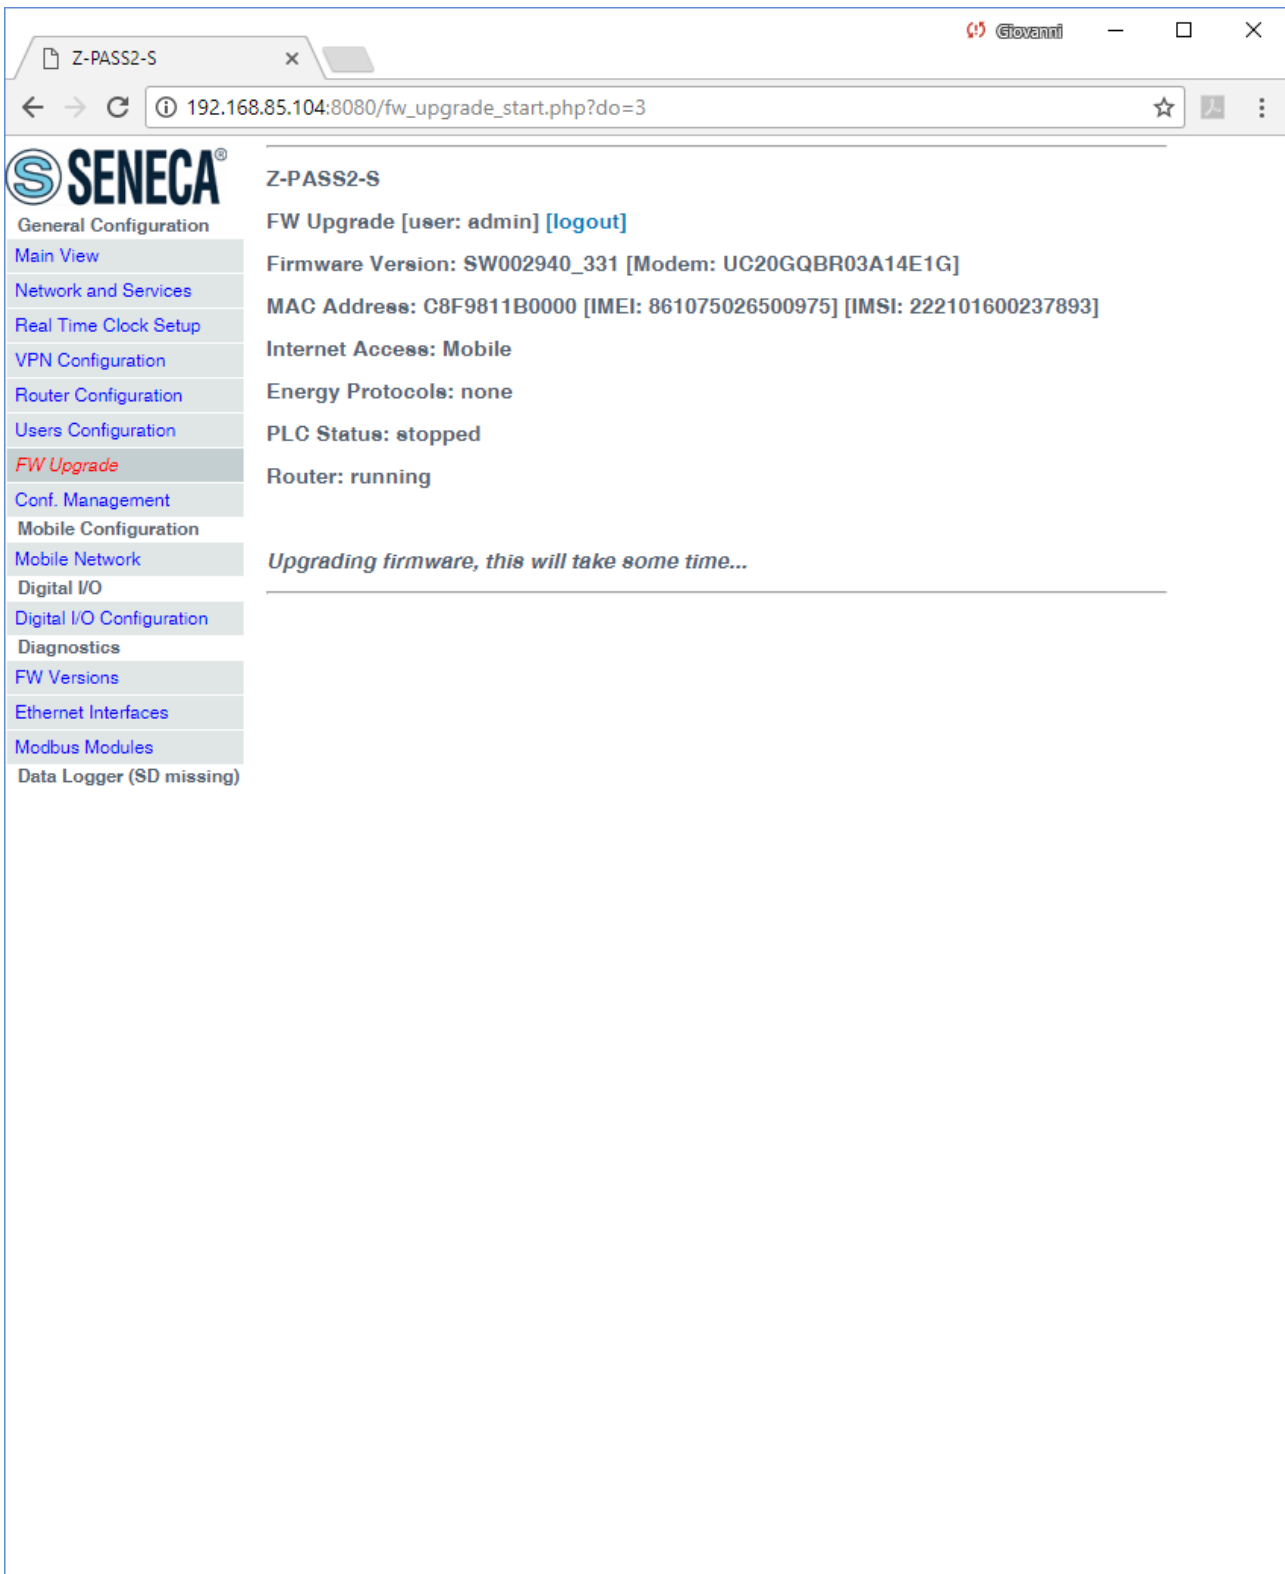 Giovanni
Z-PASS2-S
192.168.85.104:8080/fw_upgrade_start.php?do=3
SENECA®
General Configuration
Main View
Network and Services
Real Time Clock Setup
VPN Configuration
Router Configuration
Users Configuration
FW Upgrade
Conf. Management
Mobile Configuration
Mobile Network
Digital I/O
Digital I/O Configuration
Diagnostics
FW Versions
Ethernet Interfaces
Modbus Modules
Data Logger (SD missing)
Z-PASS2-S
FW Upgrade [user: admin] [logout]
Firmware Version: SW002940_331 [Modem: UC20GQBR03A14E1G]
MAC Address: C8F9811B0000 [IMEI: 861075026500975] [IMSI: 222101600237893]
Internet Access: Mobile
Energy Protocols: none
PLC Status: stopped
Router: running
Upgrading firmware, this will take some time...